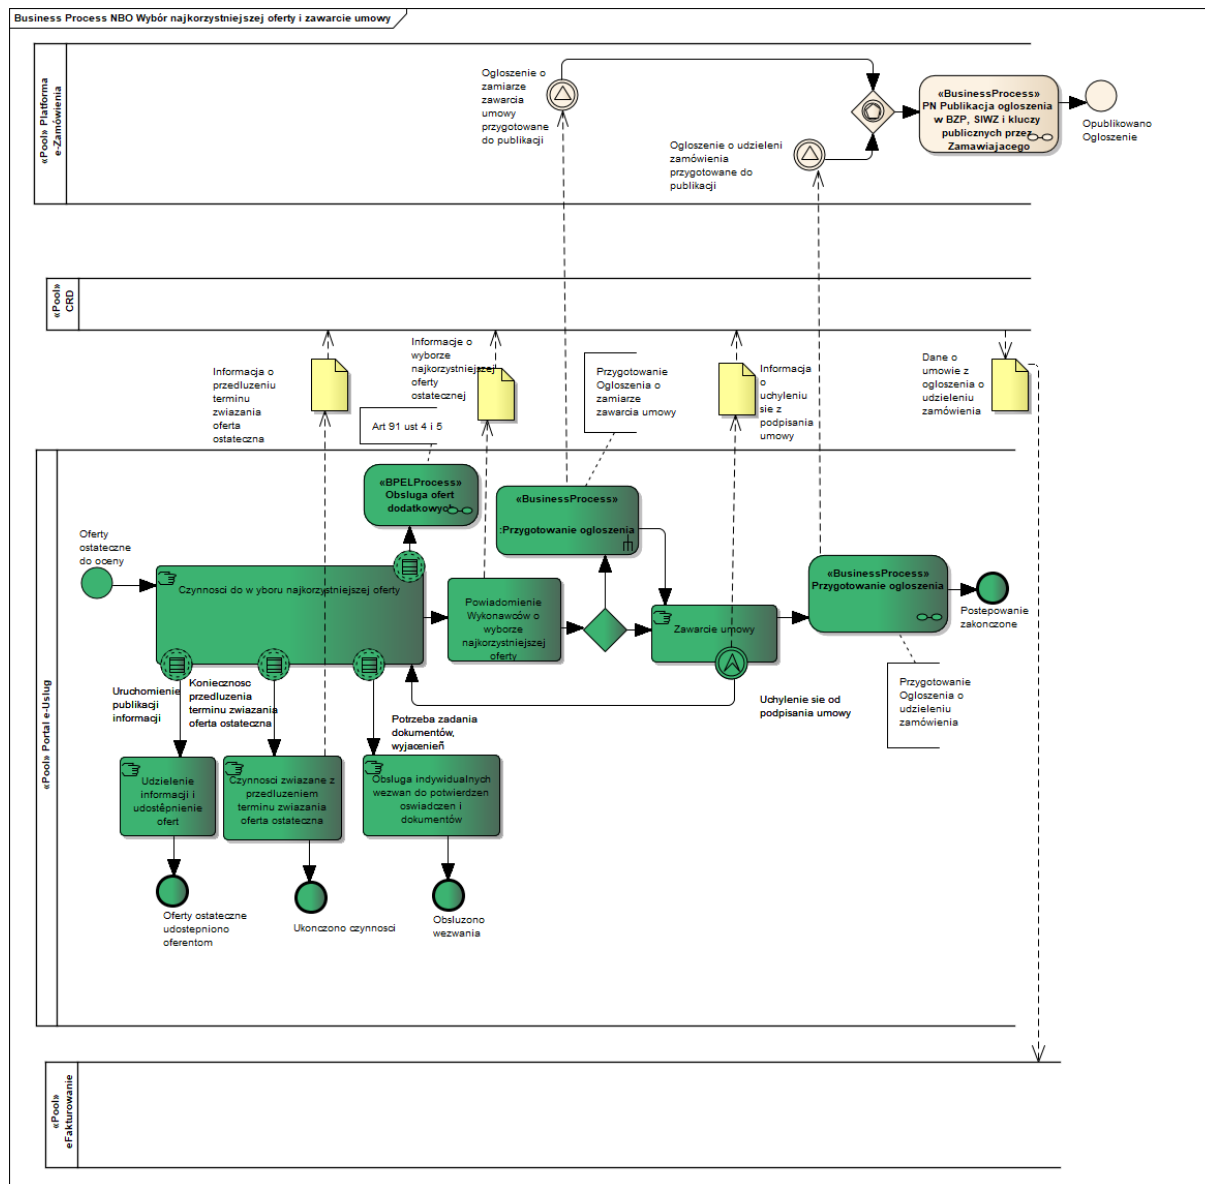 Business Process NBO Wybór najkorzystniejszej oferty i zawarcie umowy
«Pool» Platforma
e-Zamówienia
Ogloszenie o
zamiarze
zawarcia
umowy
przygotowane
do publikacji
Ogloszenie o udzieleni
zamówienia
przygotowane do
publikacji
«BusinessProcess»
PN Publikacja ogloszenia
w BZP, SIWZ i kluczy
publicznych przez
Zamawiajacego
Opublikowano
Ogloszenie
«Pool»
CRD
Informacja o
przedluzeniu
terminu
zwiazania
oferta
ostateczna
Informacje o
wyborze
najkorzystniejszej
oferty
ostatecznej
Art 91 ust 4 i 5
Przygotowanie
Ogloszenia o
zamiarze
zawarcia umowy
Informacja
o
uchyleniu
sie z
podpisania
umowy
Dane o
umowie z
ogloszenia o
udzieleniu
zamówienia
«Pool» Portal e-Uslug
Oferty
ostateczne
do oceny
«BPELProcess»
Obsluga ofert
dodatkowych
«BusinessProcess»
:Przygotowanie ogloszenia
Czynnosci do w yboru najkorzystniejszej oferty
Powiadomienie
Wykonawców o
wyborze
najkorzystniejszej
oferty
Zawarcie umowy
«BusinessProcess»
Przygotowanie ogloszenia
Postepowanie
zakonczone
Uruchomienie
publikacji
informacji
Koniecznosc
przedluzenia
terminu zwiazania
oferta ostateczna
Potrzeba zadania
dokumentów,
wyjacenieñ
Uchylenie sie od
podpisania umowy
Przygotowanie
Ogloszenia o
udzieleniu
zamówienia
Udzielenie
informacji i
udostêpnienie
ofert
Czynnosci zwiazane z
przedluzeniem
terminu zwiazania
oferta ostateczna
Obsluga indywidualnych
wezwan do potwierdzen
oswiadczen i
dokumentów
Oferty ostateczne
udostepniono
oferentom
Ukonczono czynnosci
Obsluzono
wezwania
«Pool»
eFakturowanie